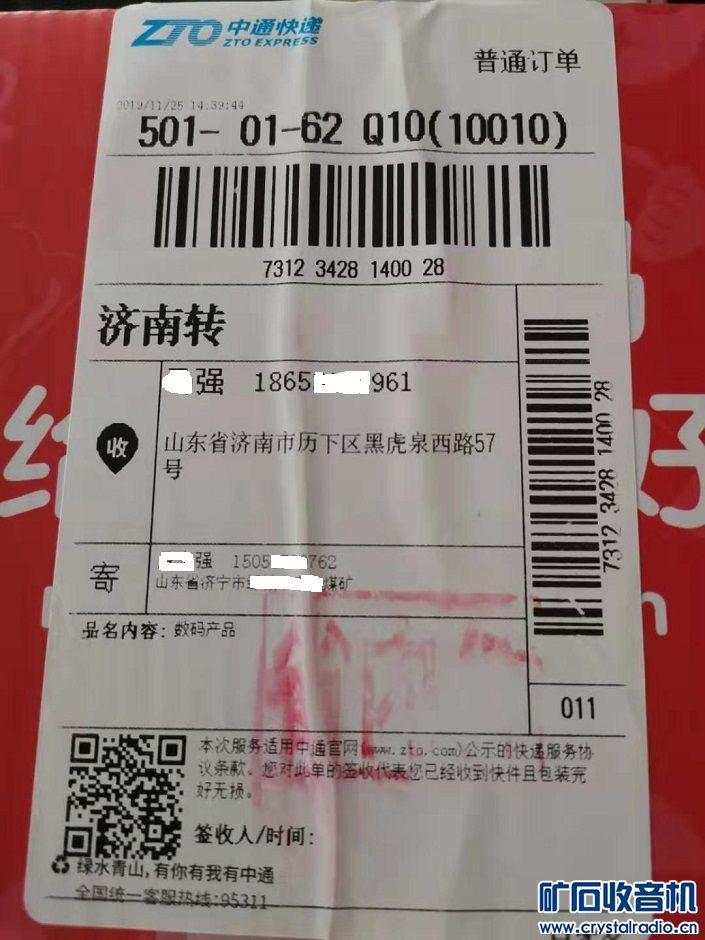 ZTO 中通快递
ZTO EXPRESS
普通订单
2019/11/25 14:39:44
501- 01-62 Q10(10010)
7312 3428 1400 28
济南转
强 1865 961
收
山东省济南市历下区黑虎泉西路57
号
7312 3428 1400 28
寄
强 1505 762
山东省济宁市 煤矿
品名内容: 数码产品
011
本次服务适用中通官网(www.zto.com)公示的快递服务协
议条款。您对此单的签收代表您已经收到快件且包装完
好无损。
签收人/时间:
绿水青山,有你有我有中通
全国统一客服热线:95311
矿石收音机
www.crystalradio.cn